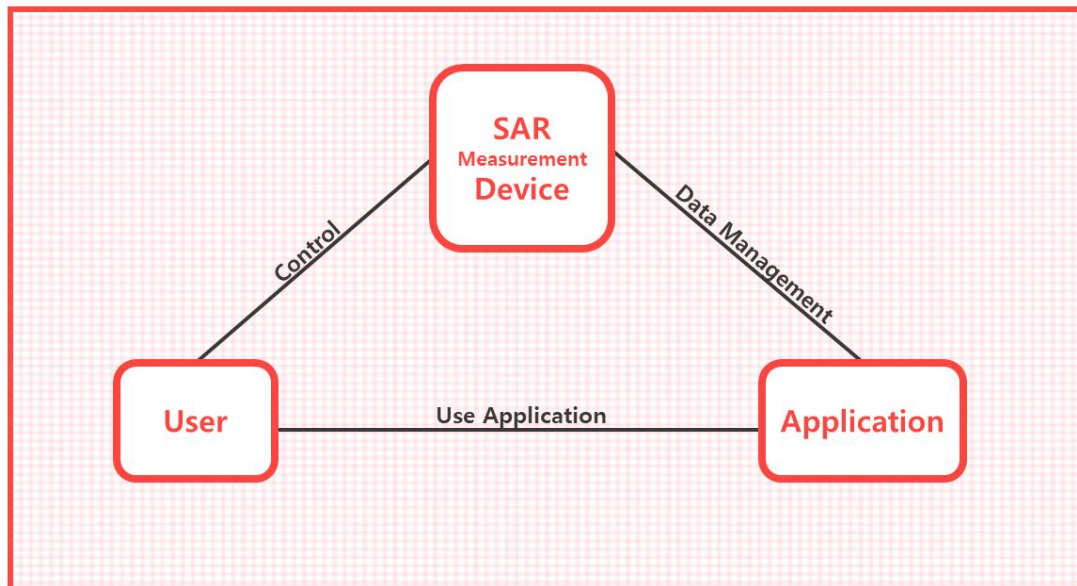 SAR
Measurement
Device
Control
Data Management
User
Use Application
Application